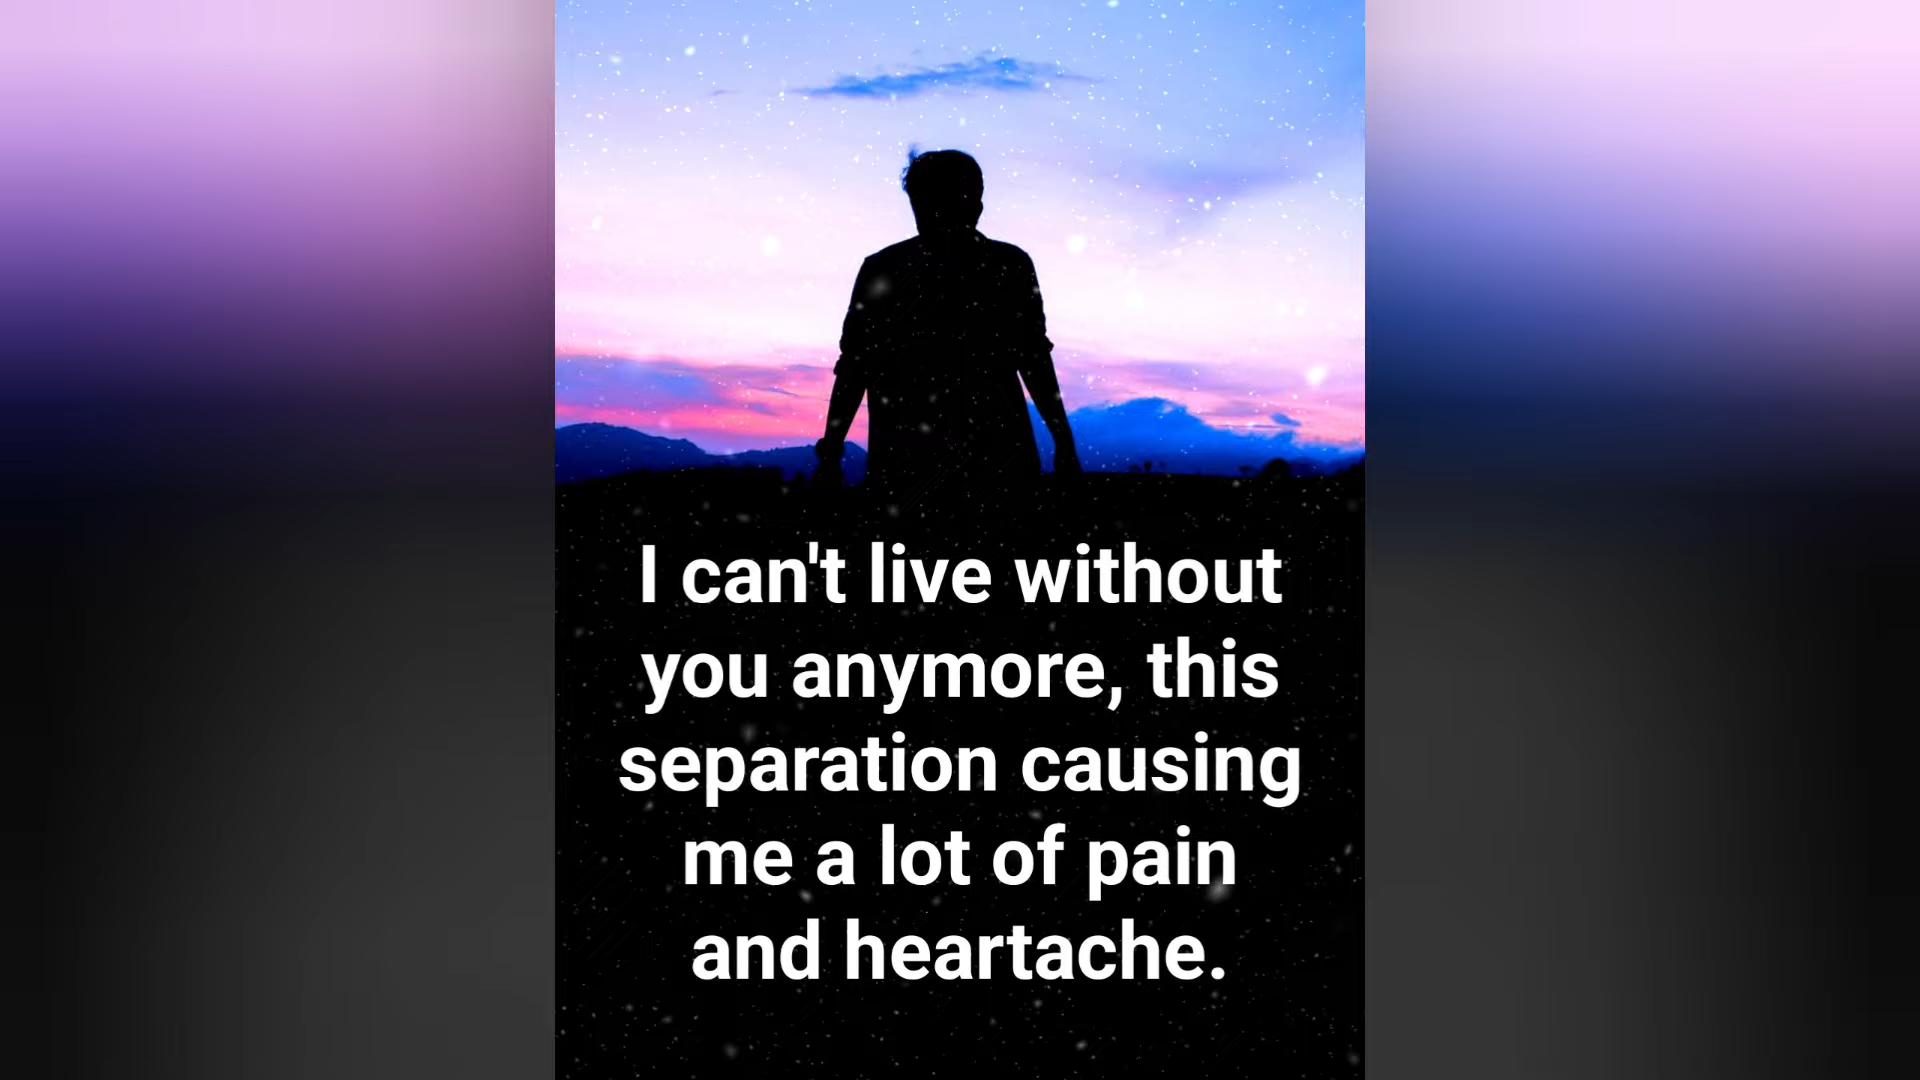 I can't live without
you anymore, this
separation causing
me a lot of pain
and heartache.